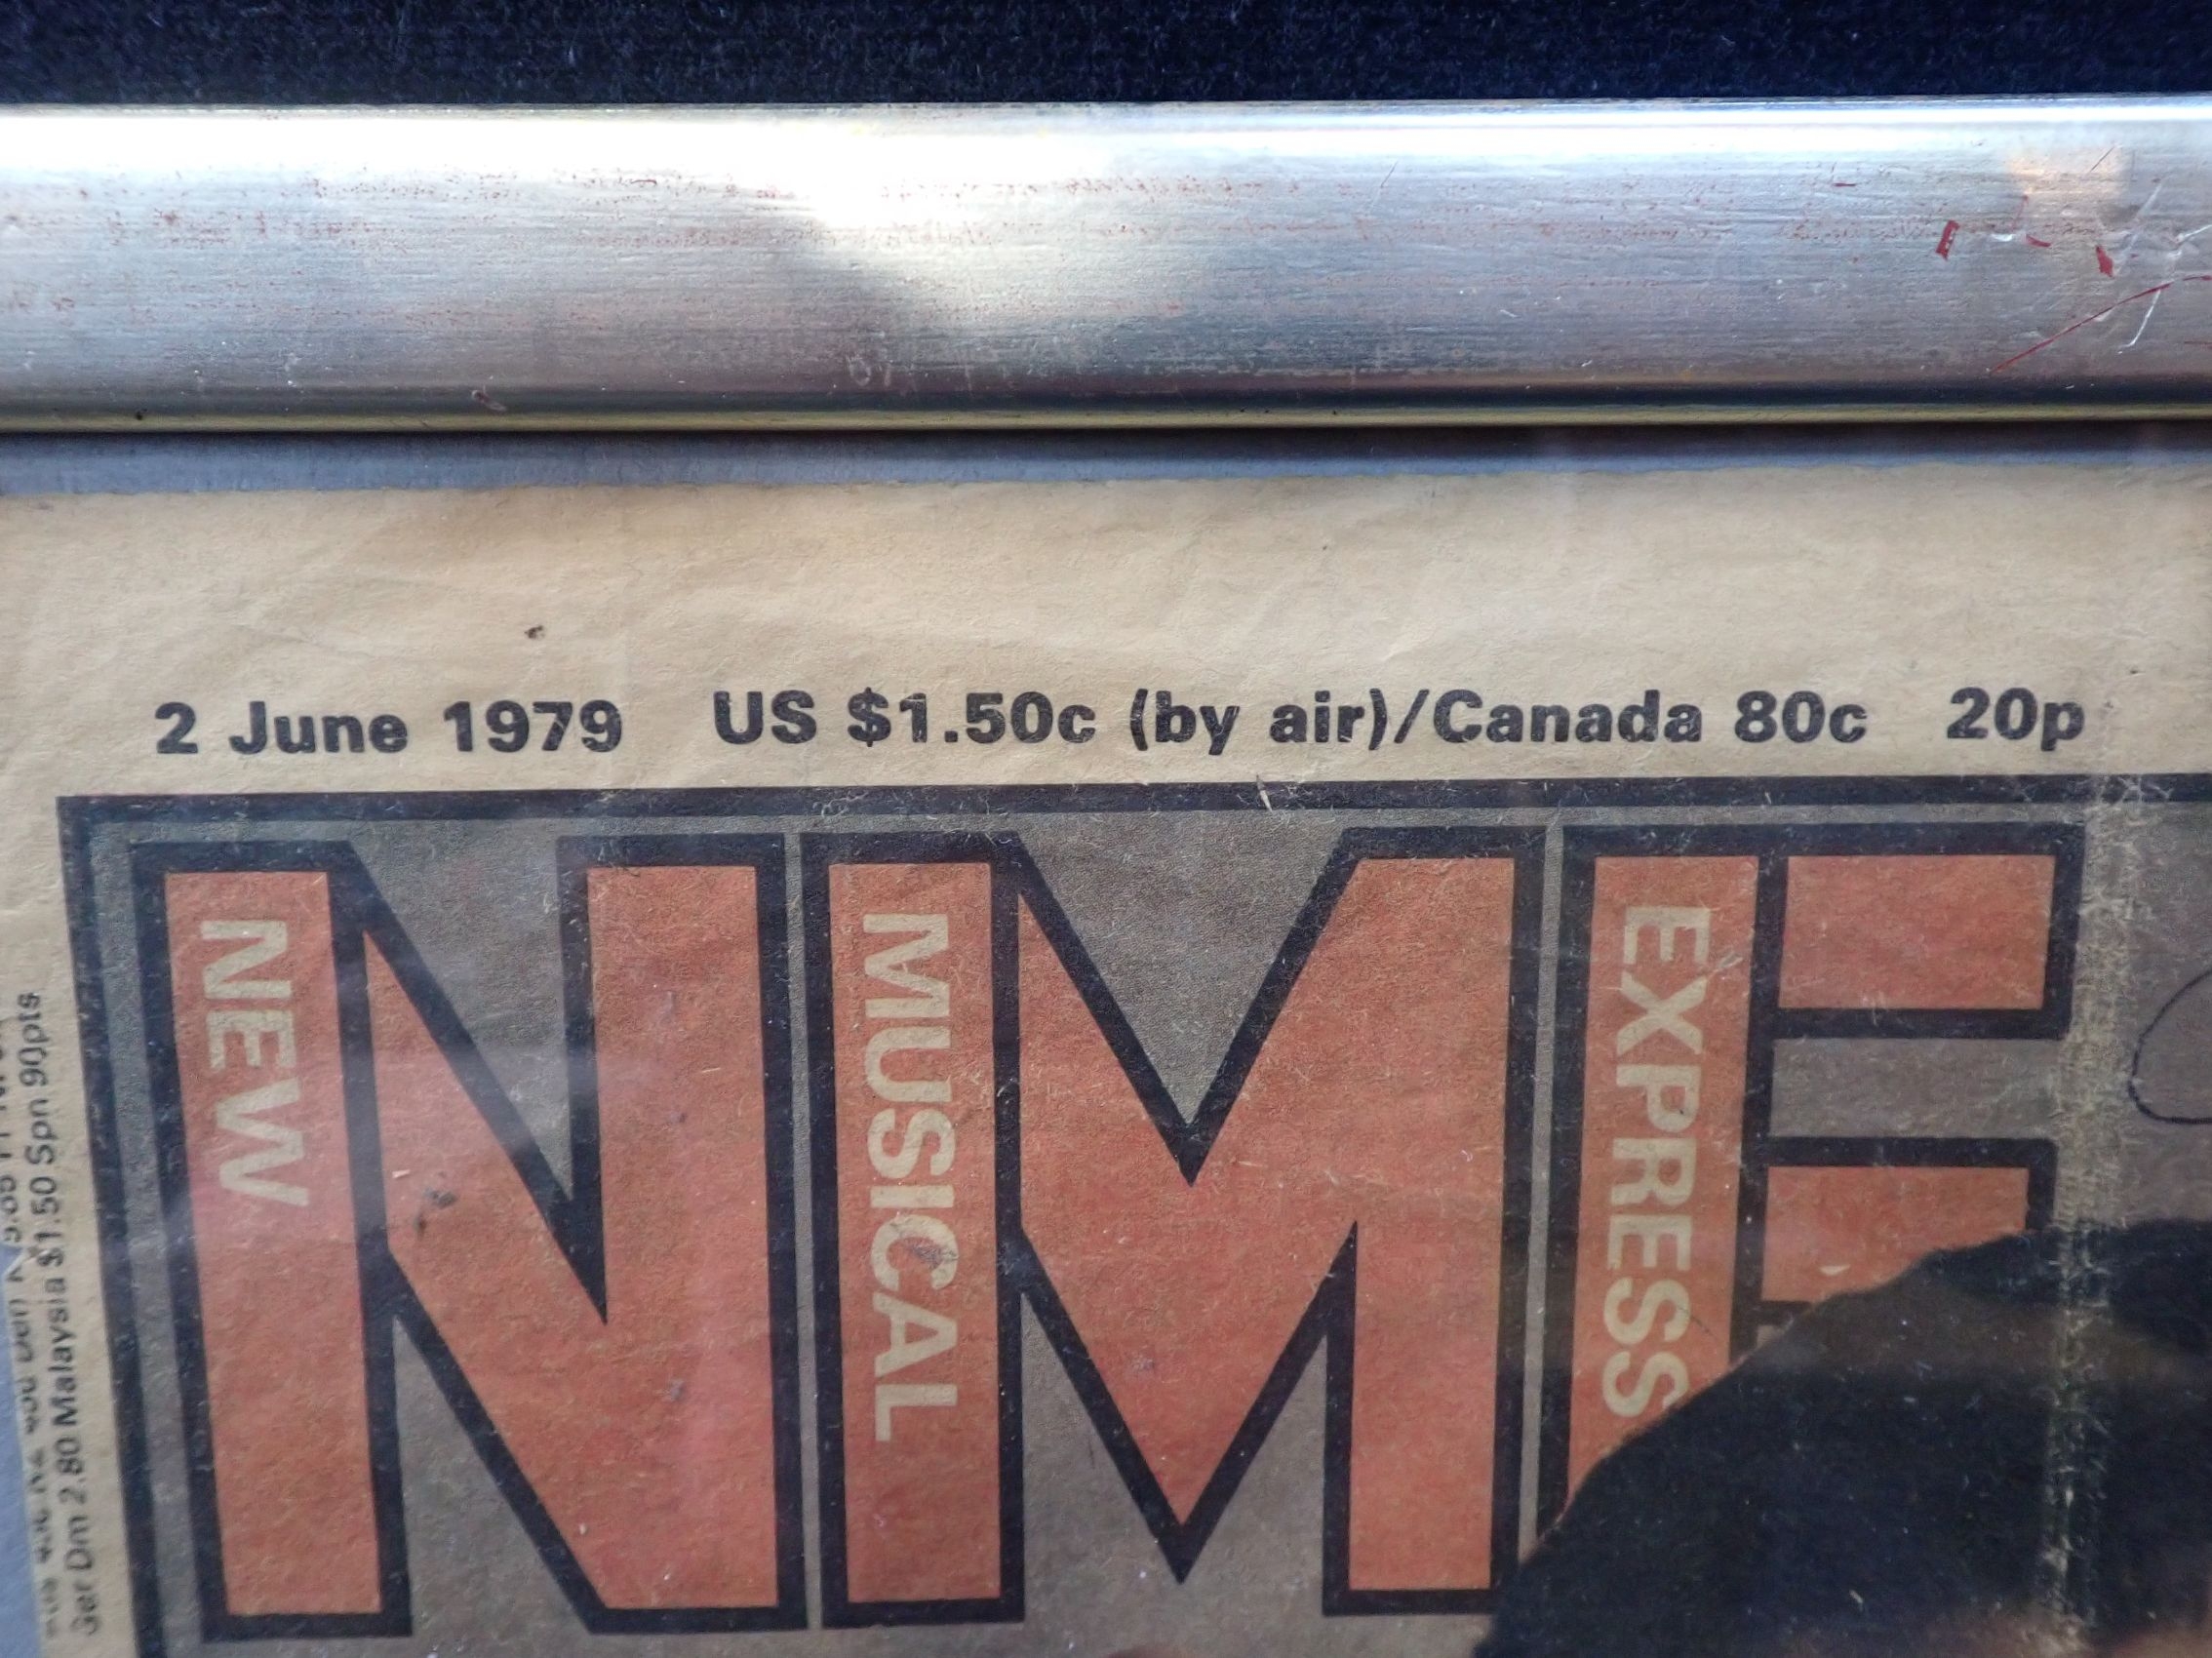 2 June 1979 US $1.50c (by air)/Canada 80c 20p
NME
NEW
MUSICAL
EXPRESS
Malaysia $1.50 Spn 90pts
Ger Dm 2.80